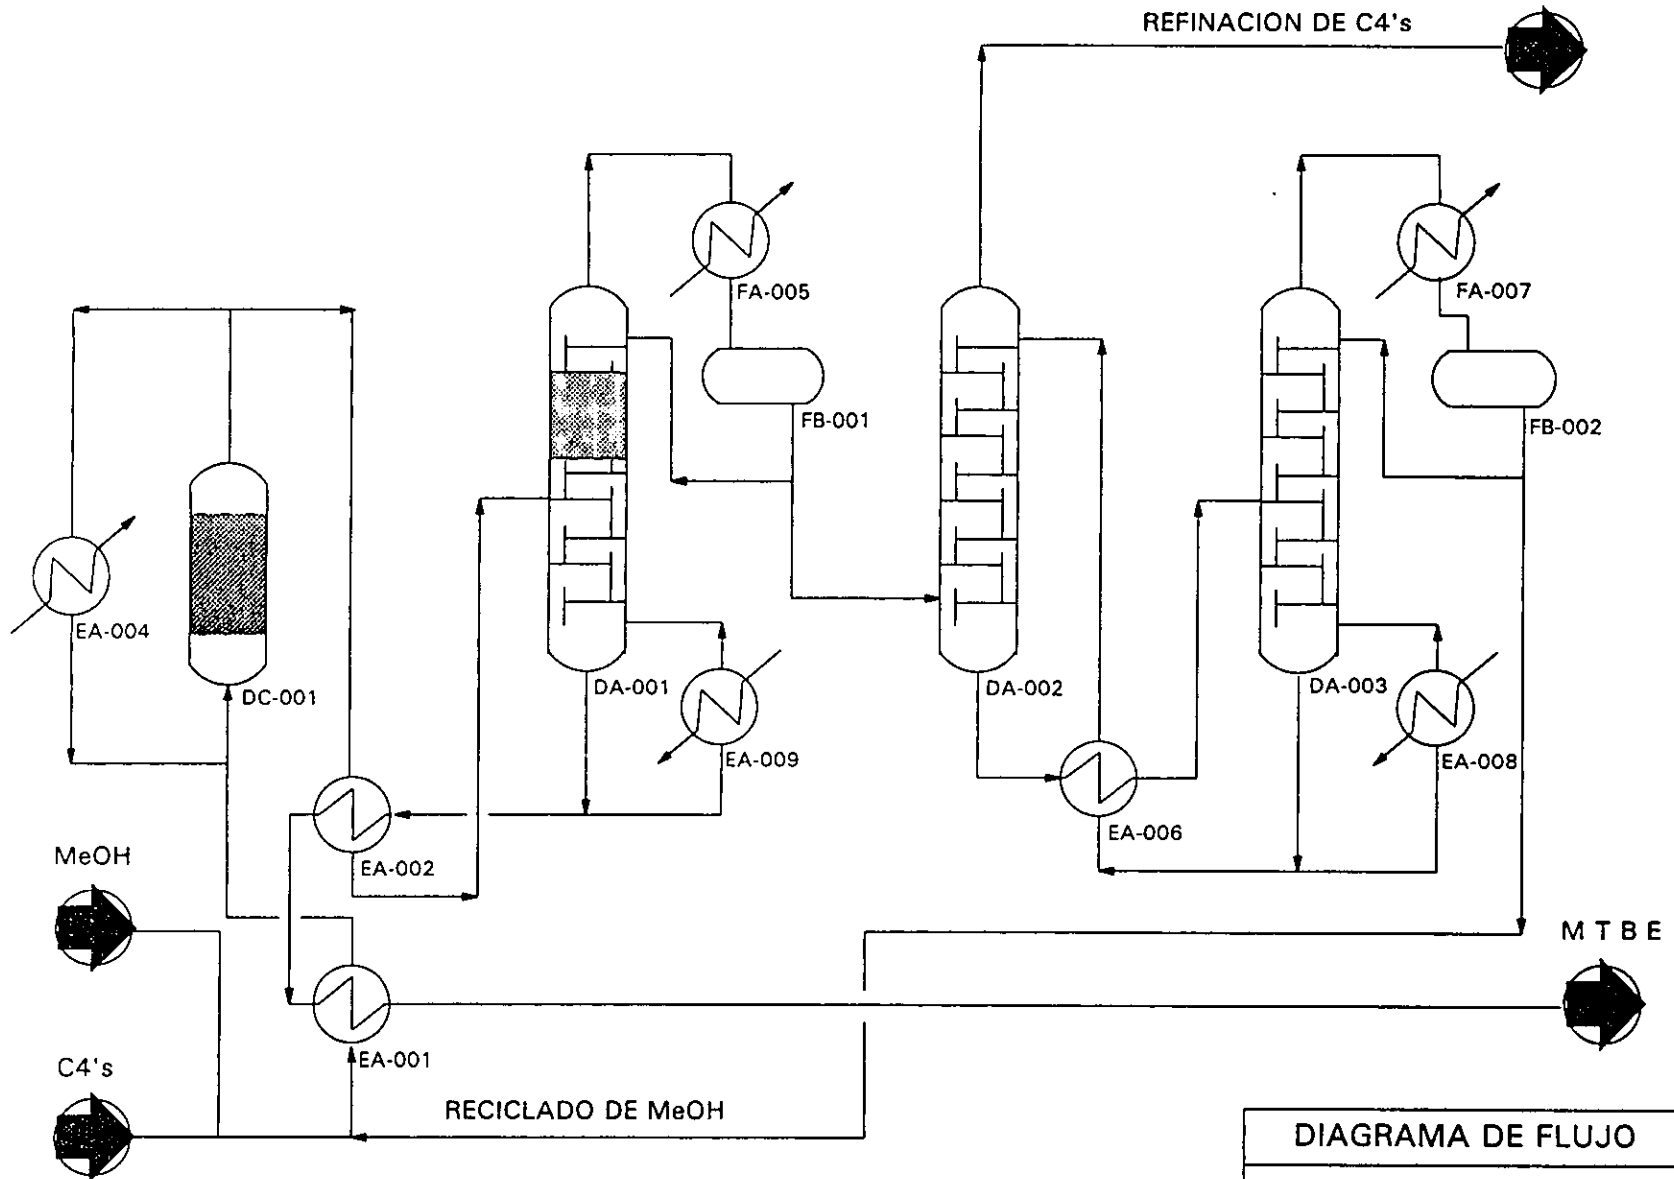 REFINACION DE C4's
FA-005
FA-007
FB-001
FB-002
EA-004
DC-001
DA-001
DA-002
DA-003
EA-009
EA-008
EA-006
EA-002
MeOH
M T B E
EA-001
C4's
RECICLADO DE MeOH
DIAGRAMA DE FLUJO